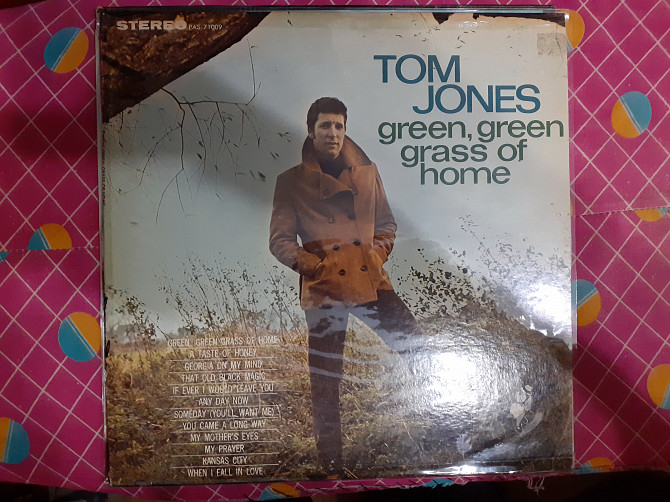 STEREO PAS 71009
TOM
JONES
green, green
grass of
home
GREEN, GREEN GRASS OF HOME
A TASTE OF HONEY
GEORGIA ON MY MIND
THAT OLD BLACK MAGIC
IF EVER I WOULD LEAVE YOU
ANY DAY NOW
SOMEDAY (YOU'LL WANT ME)
YOU CAME A LONG WAY
MY MOTHER'S EYES
MY PRAYER
KANSAS CITY
WHEN I FALL IN LOVE